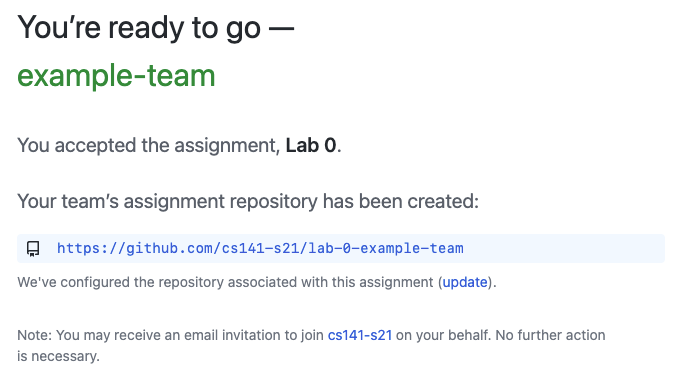 You’re ready to go —
example-team
You accepted the assignment, Lab 0.
Your team’s assignment repository has been created:
https://github.com/cs141-s21/lab-0-example-team
We've configured the repository associated with this assignment (update).
Note: You may receive an email invitation to join cs141-s21 on your behalf. No further action
is necessary.